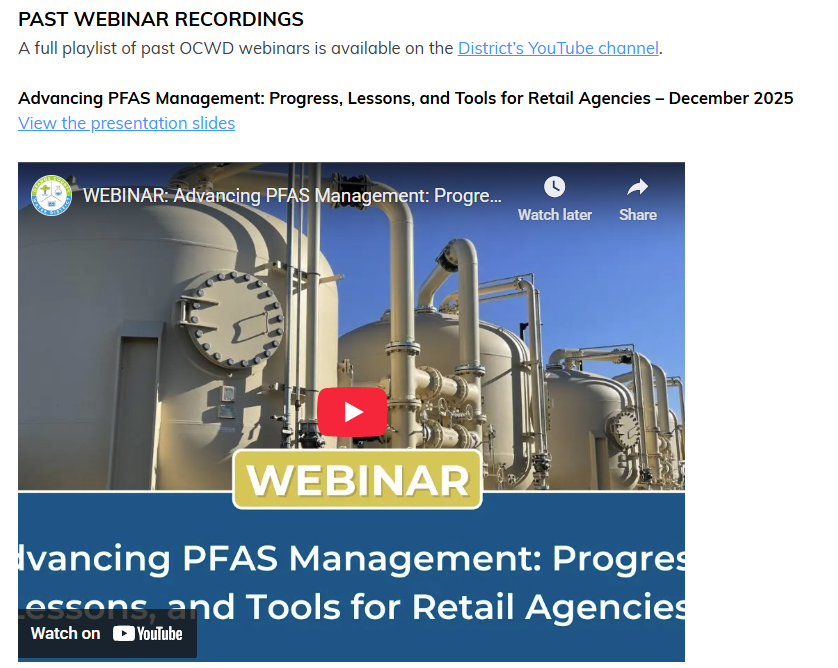 PAST WEBINAR RECORDINGS
A full playlist of past OCWD webinars is available on the District's YouTube channel.
Advancing PFAS Management: Progress, Lessons, and Tools for Retail Agencies – December 2025
View the presentation slides
WEBINAR: Advancing PFAS Management: Progre...
Watch later
Share
WEBINAR
dvancing PFAS Management: Progres
essons, and Tools for Retail Agencies
Watch on YouTube